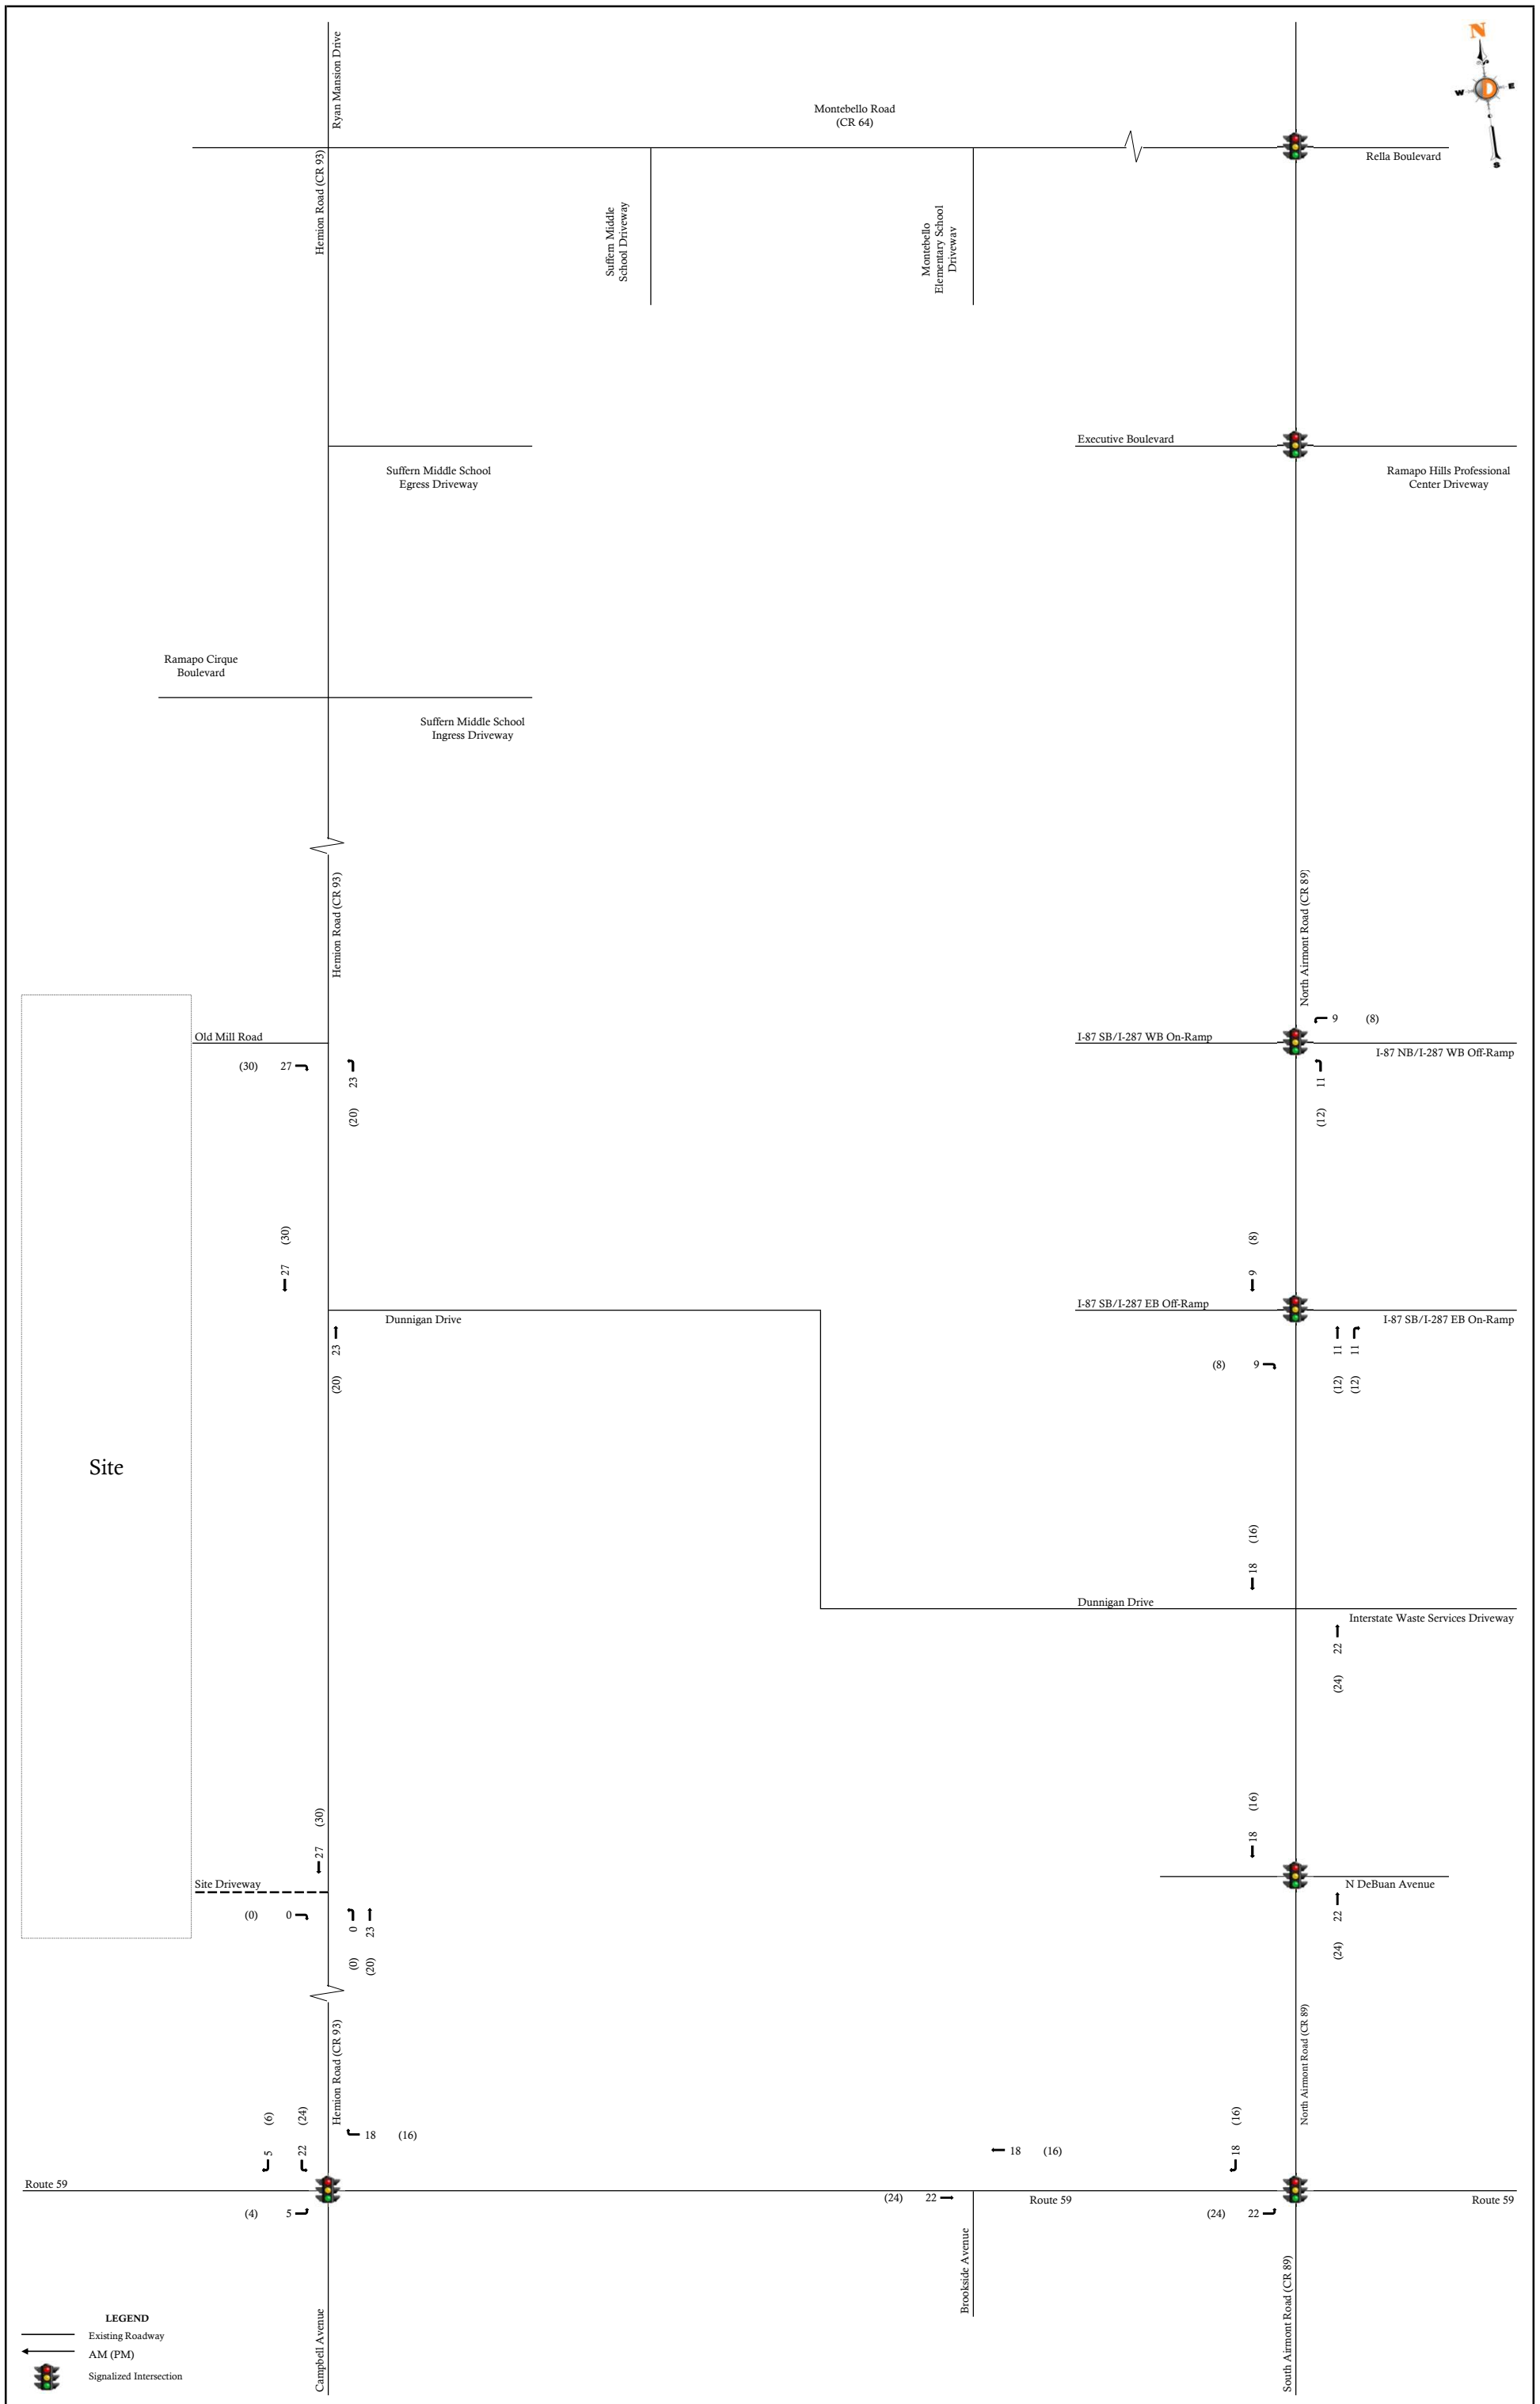 N
W
D
E
S
Ryan Mansion Drive
Montebello Road
(CR 64)
Rella Boulevard
Hemion Road (CR 93)
Suffern Middle
School Driveway
Montebello
Elementary School
Driveway
Executive Boulevard
Suffern Middle School
Egress Driveway
Ramapo Hills Professional
Center Driveway
Ramapo Cirque
Boulevard
Suffern Middle School
Ingress Driveway
Hemion Road (CR 93)
North Airmont Road (CR 89)
9 (8)
Old Mill Road
I-87 SB/I-287 WB On-Ramp
I-87 NB/I-287 WB Off-Ramp
(30) 27
(20) 23
(12) 11
27 (30)
9 (8)
I-87 SB/I-287 EB Off-Ramp
Dunnigan Drive
I-87 SB/I-287 EB On-Ramp
(20) 23
(8) 9
(12) 11
(12) 11
Site
18 (16)
Dunnigan Drive
Interstate Waste Services Driveway
(24) 22
27 (30)
18 (16)
Site Driveway
N DeBuan Avenue
(0) 0
(0) 0
(20) 23
(24) 22
Hemion Road (CR 93)
North Airmont Road (CR 89)
5 (6)
22 (24)
18 (16)
18 (16)
18 (16)
Route 59
(24) 22
Route 59
Route 59
(4) 5
(24) 22
Brookside Avenue
South Airmont Road (CR 89)
Campbell Avenue
LEGEND
Existing Roadway
AM (PM)
Signalized Intersection